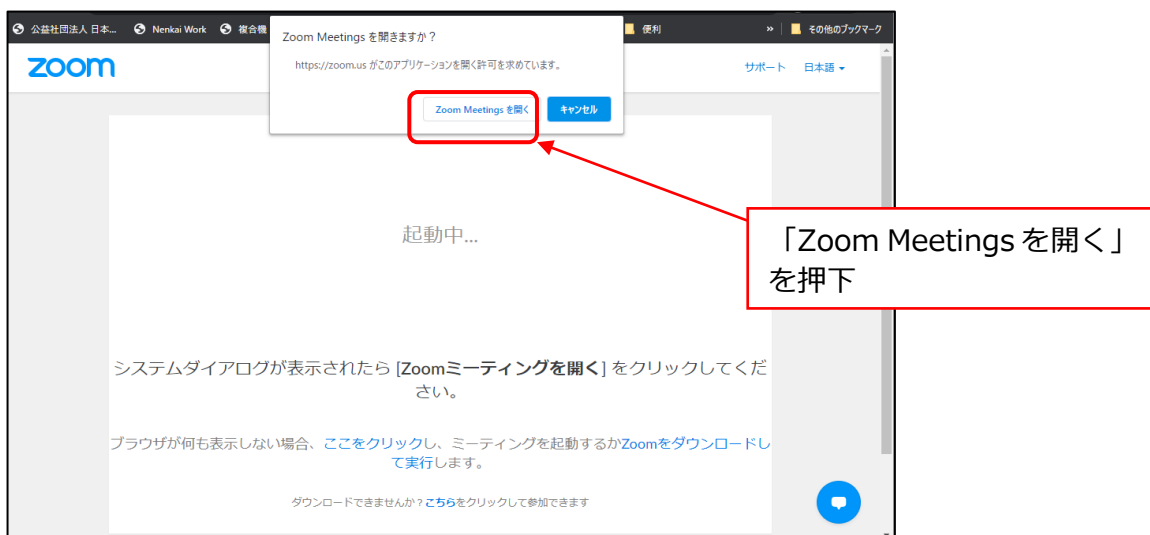 公益社団法人 日本... Nenkai Work 複合機 便利 » その他のブックマーク
Zoom Meetings を開きますか？
https://zoom.us がこのアプリケーションを開く許可を求めています。
Zoom Meetings を開く キャンセル
zoom サポート 日本語
起動中...
「Zoom Meetings を開く」
を押下
システムダイアログが表示されたら [Zoomミーティングを開く] をクリックしてくだ
さい。
ブラウザが何も表示しない場合、ここをクリックし、ミーティングを起動するかZoomをダウンロードし
て実行します。
ダウンロードできませんか？こちらをクリックして参加できます